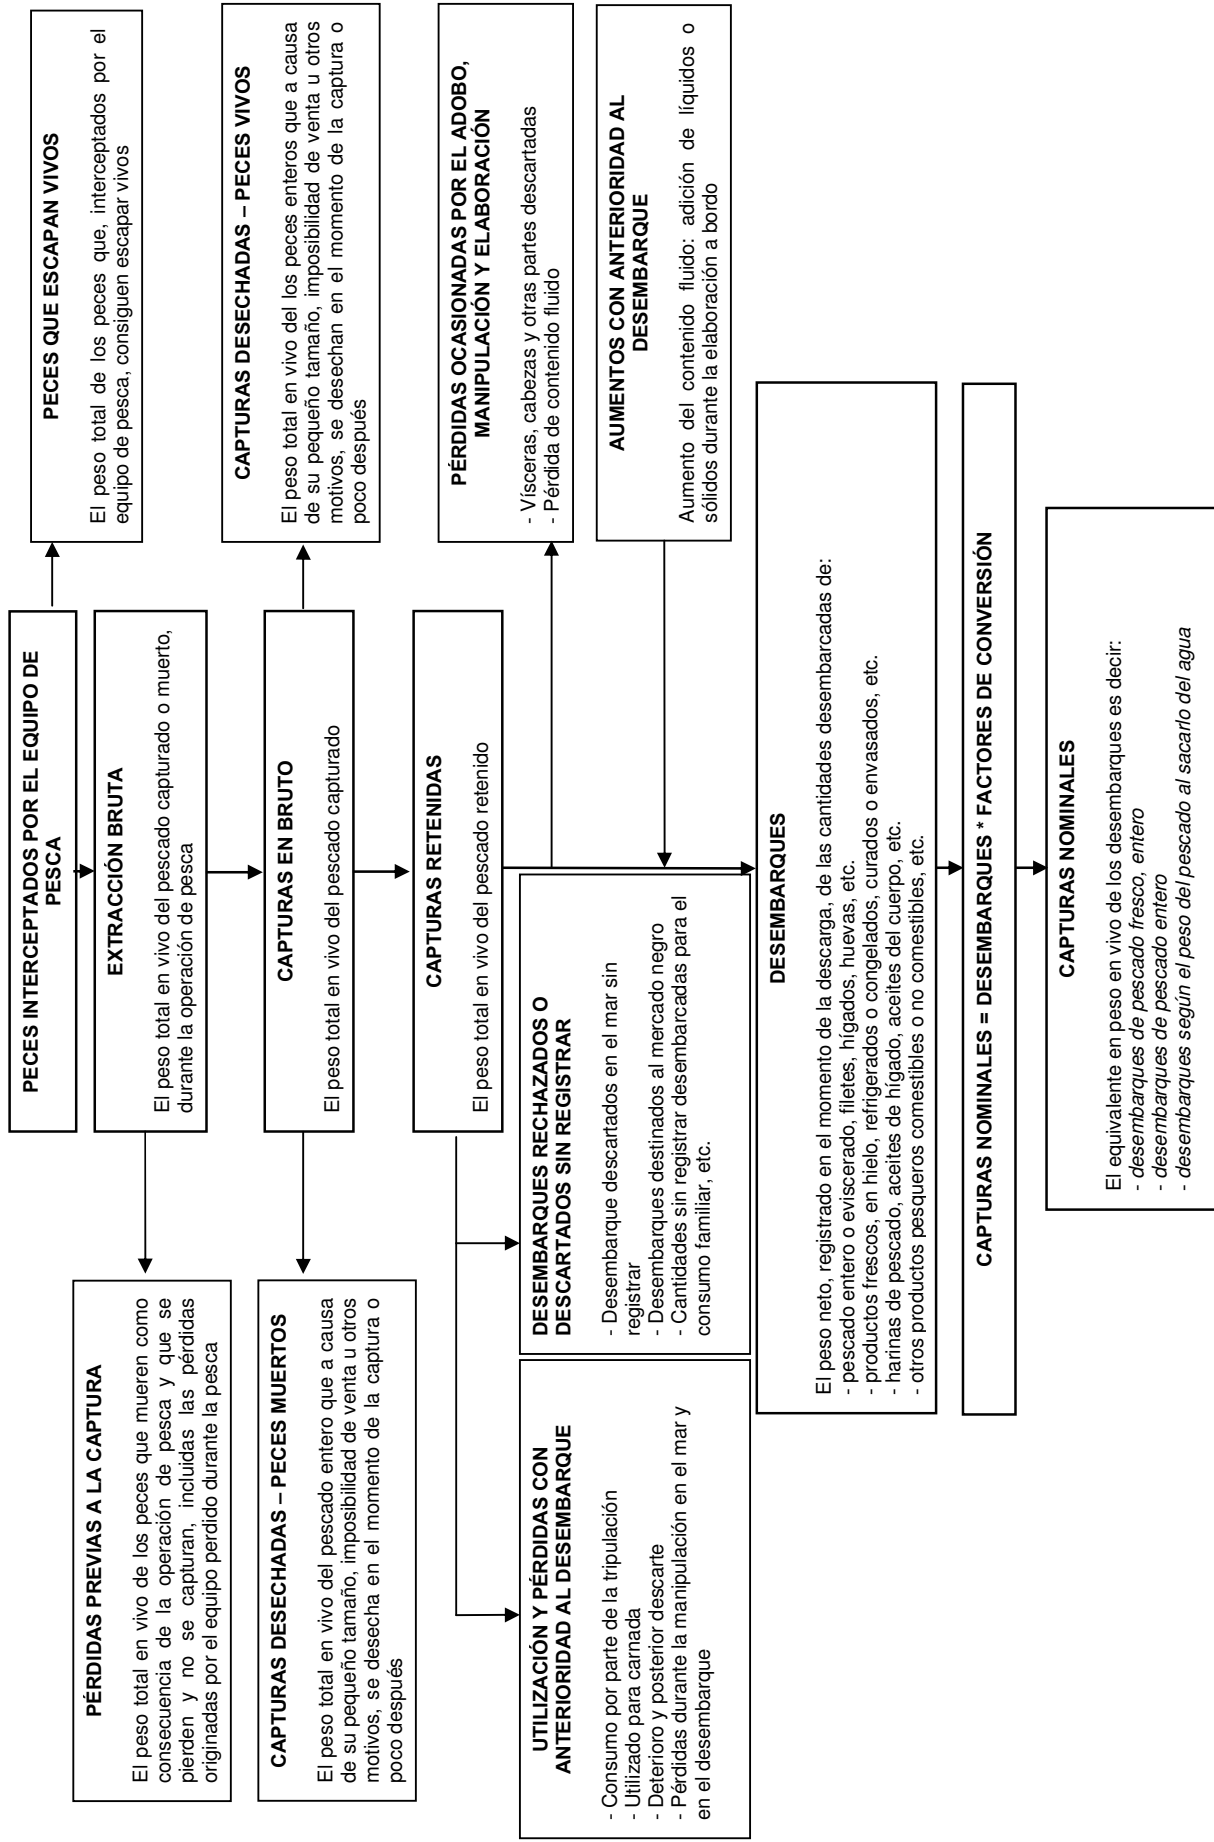 PECES INTERCEPTADOS POR EL EQUIPO DE
PESCA
PECES QUE ESCAPAN VIVOS
El peso total de los peces que, interceptados por el
equipo de pesca, consiguen escapar vivos
EXTRACCIÓN BRUTA
El peso total en vivo del pescado capturado o muerto,
durante la operación de pesca
PÉRDIDAS PREVIAS A LA CAPTURA
El peso total en vivo de los peces que mueren como
consecuencia de la operación de pesca y que se
pierden y no se capturan, incluidas las pérdidas
originadas por el equipo perdido durante la pesca
CAPTURAS DESECHADAS – PECES VIVOS
El peso total en vivo del los peces enteros que a causa
de su pequeño tamaño, imposibilidad de venta u otros
motivos, se desechan en el momento de la captura o
poco después
CAPTURAS EN BRUTO
El peso total en vivo del pescado capturado
CAPTURAS DESECHADAS – PECES MUERTOS
El peso total en vivo del pescado entero que a causa
de su pequeño tamaño, imposibilidad de venta u otros
motivos, se desecha en el momento de la captura o
poco después
CAPTURAS RETENIDAS
El peso total en vivo del pescado retenido
PÉRDIDAS OCASIONADAS POR EL ADOBO,
MANIPULACIÓN Y ELABORACIÓN
- Vísceras, cabezas y otras partes descartadas
- Pérdida de contenido fluido
UTILIZACIÓN Y PÉRDIDAS CON
ANTERIORIDAD AL DESEMBARQUE
- Consumo por parte de la tripulación
- Utilizado para carnada
- Deterioro y posterior descarte
- Pérdidas durante la manipulación en el mar y
en el desembarque
DESEMBARQUES RECHAZADOS O
DESCARTADOS SIN REGISTRAR
- Desembarque descartados en el mar sin
registrar
- Desembarques destinados al mercado negro
- Cantidades sin registrar desembarcadas para el
consumo familiar, etc.
AUMENTOS CON ANTERIORIDAD AL
DESEMBARQUE
Aumento del contenido fluido: adición de líquidos o
sólidos durante la elaboración a bordo
DESEMBARQUES
El peso neto, registrado en el momento de la descarga, de las cantidades desembarcadas de:
- pescado entero o eviscerado, filetes, hígados, huevas, etc.
- productos frescos, en hielo, refrigerados o congelados, curados o envasados, etc.
- harinas de pescado, aceites de hígado, aceites del cuerpo, etc.
- otros productos pesqueros comestibles o no comestibles, etc.
CAPTURAS NOMINALES = DESEMBARQUES * FACTORES DE CONVERSIÓN
CAPTURAS NOMINALES
El equivalente en peso en vivo de los desembarques es decir:
- desembarques de pescado fresco, entero
- desembarques de pescado entero
- desembarques según el peso del pescado al sacarlo del agua